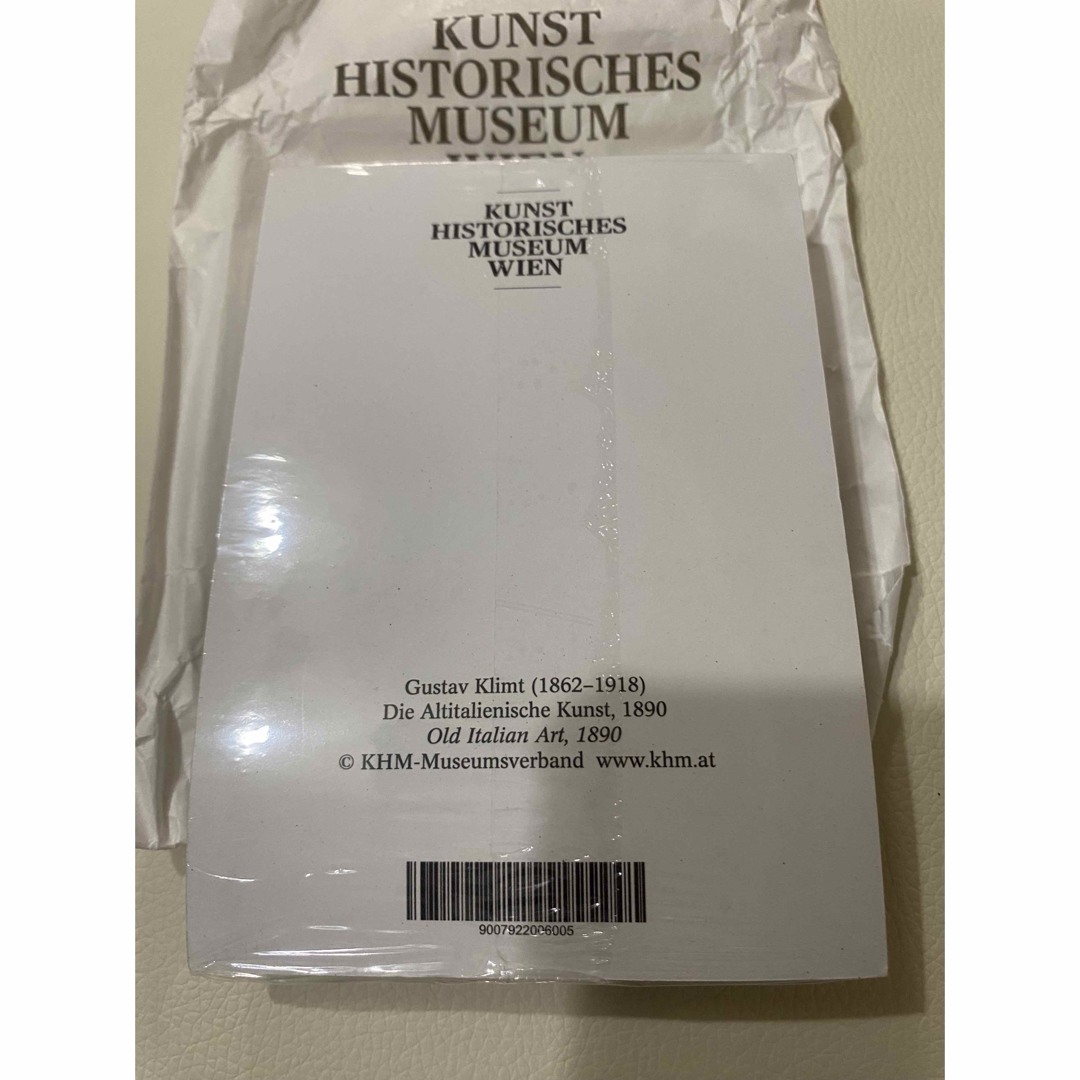 KUNST
HISTORISCHES
MUSEUM
WIEN
KUNST
HISTORISCHES
MUSEUM
WIEN
Gustav Klimt (1862–1918)
Die Altitalienische Kunst, 1890
Old Italian Art, 1890
© KHM-Museumsverband www.khm.at
9007922006005